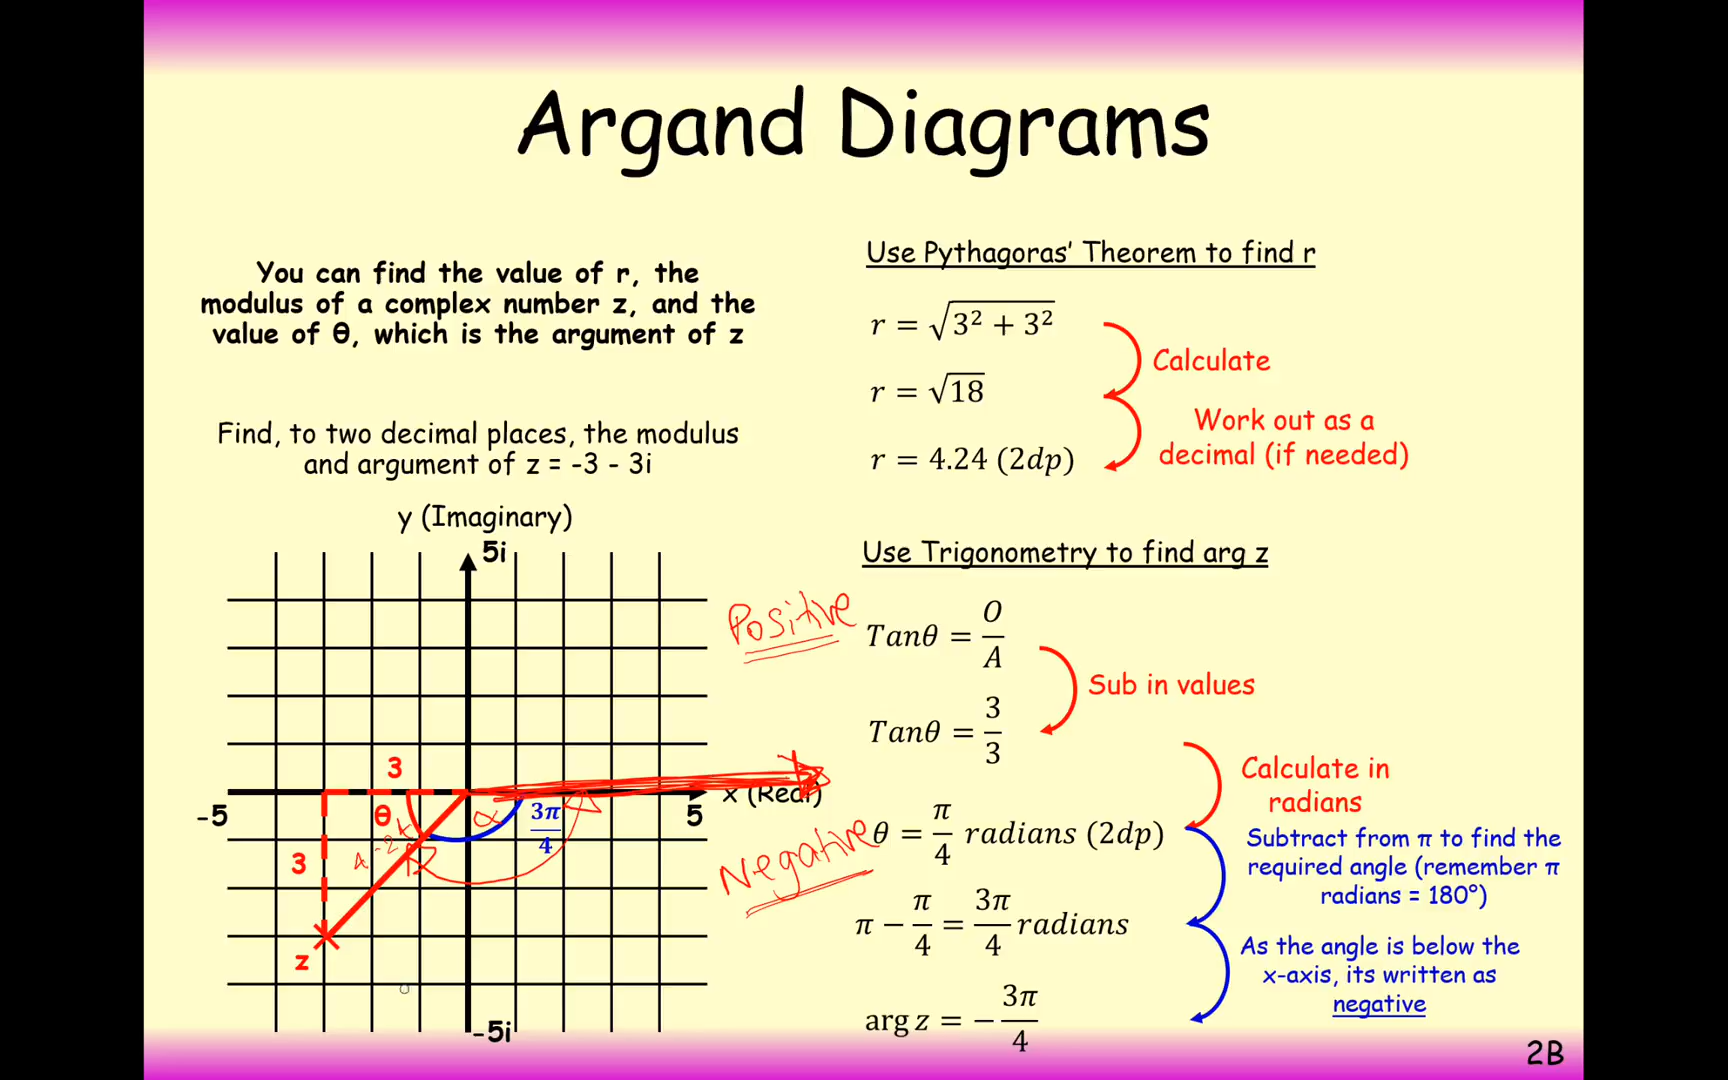 Argand Diagrams
You can find the value of r, the
modulus of a complex number z, and the
value of θ, which is the argument of z
Find, to two decimal places, the modulus
and argument of z = -3 - 3i
y (Imaginary)
5i
3
-5
θ
3
z
α
3π/4
x (Real)
5
-5i
Positive
Negative
Use Pythagoras’ Theorem to find r
r = √3² + 3²
r = √18
r = 4.24 (2dp)
Calculate
Work out as a
decimal (if needed)
Use Trigonometry to find arg z
Tanθ = O/A
Tanθ = 3/3
θ = π/4 radians (2dp)
π − π/4 = 3π/4 radians
arg z = − 3π/4
Sub in values
Calculate in
radians
Subtract from π to find the
required angle (remember π
radians = 180°)
As the angle is below the
x-axis, its written as
negative
2B